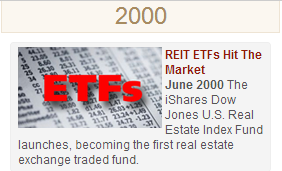 2000
ETFs
REIT ETFs Hit The
Market
June 2000 The
iShares Dow
Jones U.S. Real
Estate Index Fund
launches, becoming the first real estate
exchange traded fund.